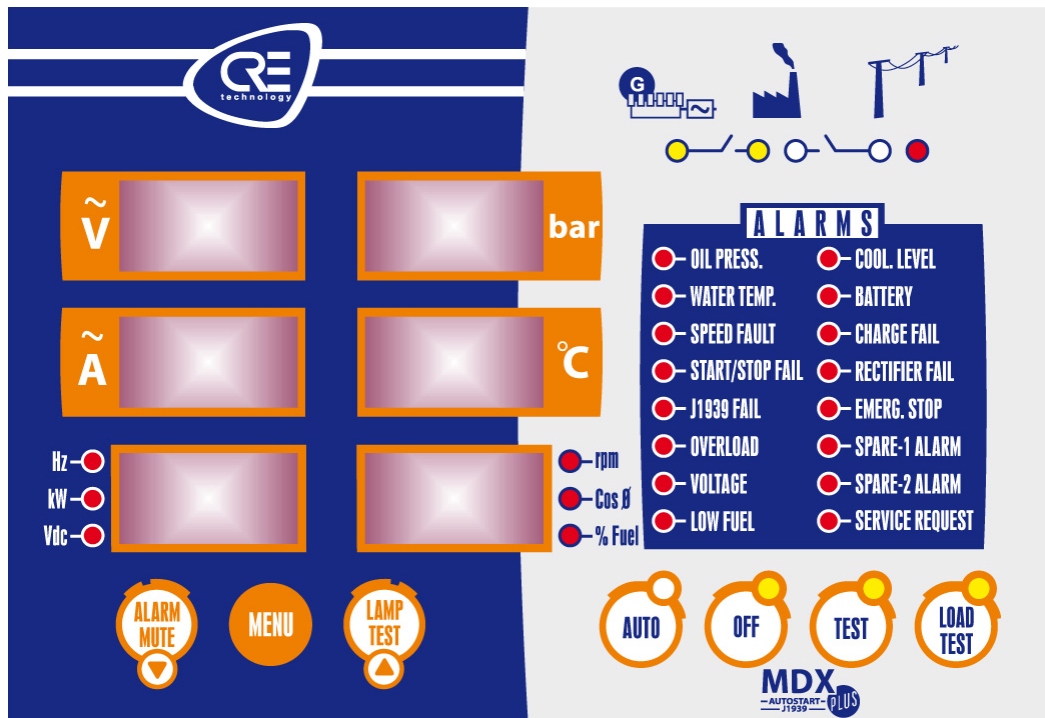 CRE
technology
G
~
V
bar
~
A
°C
Hz
kW
Vdc
rpm
Cos Ø
% Fuel
ALARMS
OIL PRESS.
WATER TEMP.
SPEED FAULT
START/STOP FAIL
J1939 FAIL
OVERLOAD
VOLTAGE
LOW FUEL
COOL. LEVEL
BATTERY
CHARGE FAIL
RECTIFIER FAIL
EMERG. STOP
SPARE-1 ALARM
SPARE-2 ALARM
SERVICE REQUEST
ALARM
MUTE
MENU
LAMP
TEST
AUTO
OFF
TEST
LOAD
TEST
MDX
AUTOSTART
J1939
PLUS